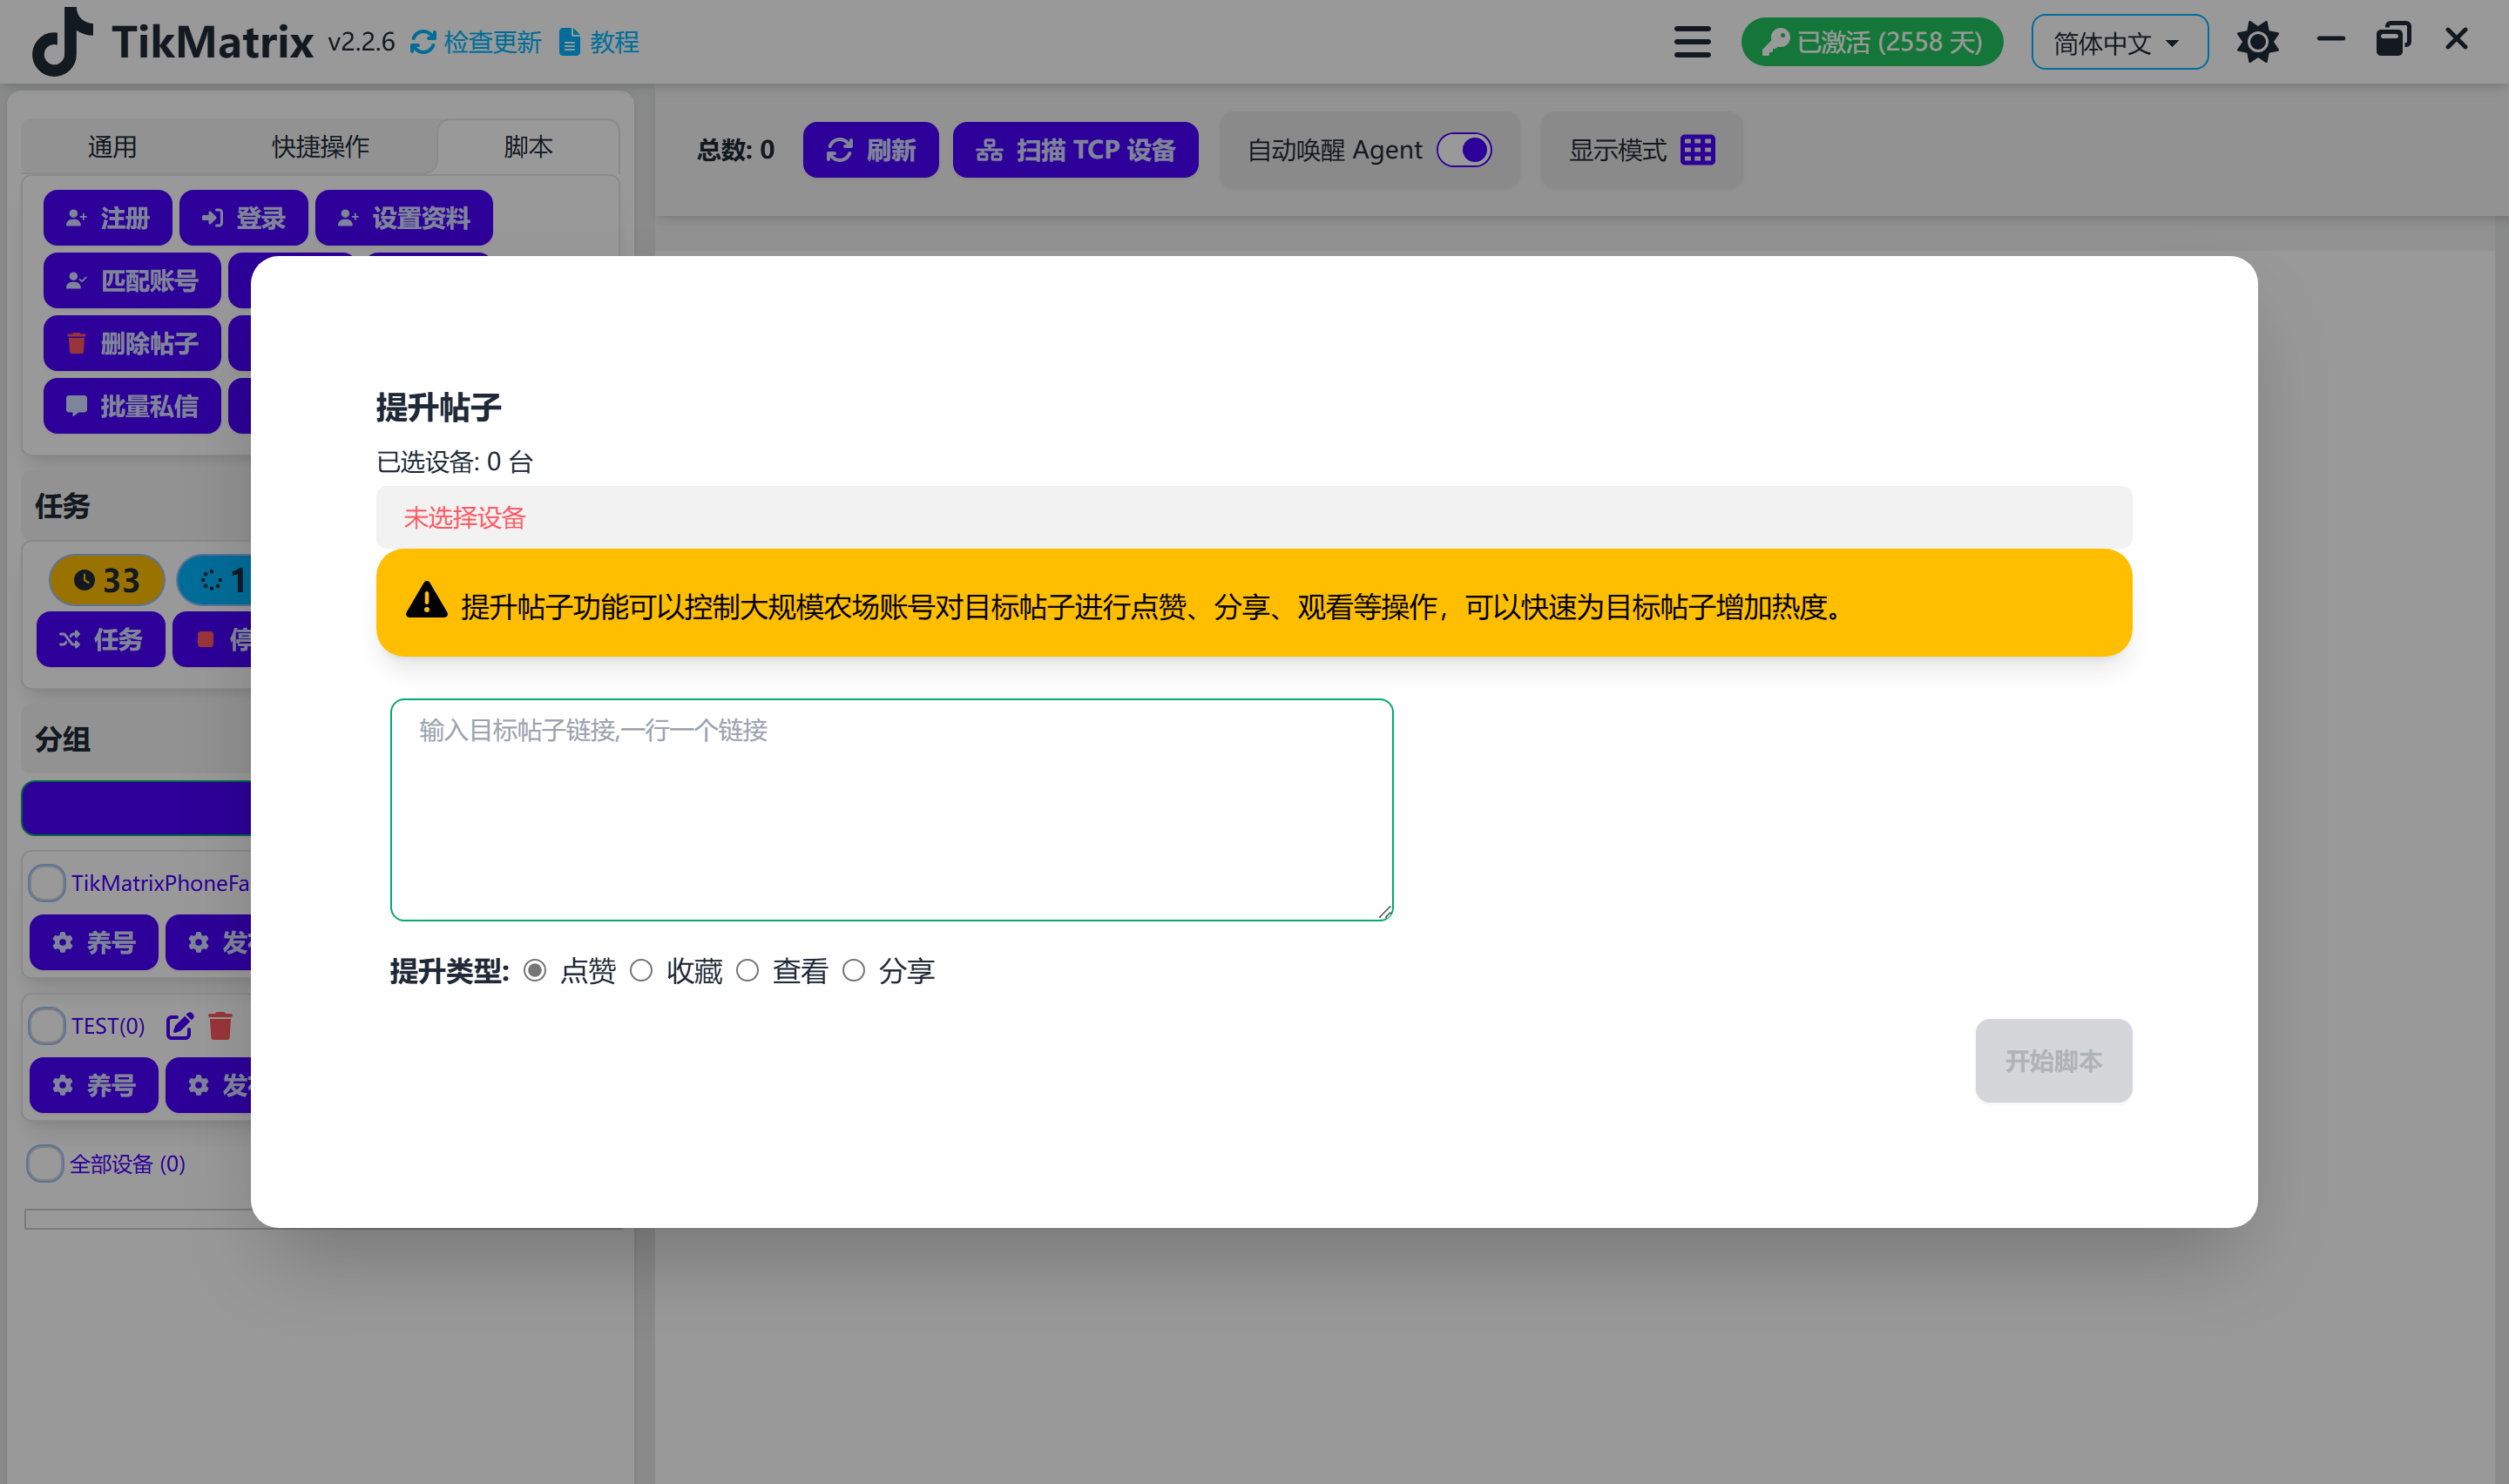 TikMatrix v2.2.6 检查更新 教程 已激活 (2558 天) 简体中文
通用 快捷操作 脚本
总数: 0 刷新 扫描 TCP 设备 自动唤醒 Agent 显示模式
注册 登录 设置资料
匹配账号
删除帖子
批量私信
提升帖子
已选设备: 0 台
未选择设备
提升帖子功能可以控制大规模农场账号对目标帖子进行点赞、分享、观看等操作，可以快速为目标帖子增加热度。
输入目标帖子链接,一行一个链接
提升类型: 点赞 收藏 查看 分享
开始脚本
任务
33 1
任务 停
分组
TikMatrixPhoneFa
养号
TEST(0)
养号
全部设备 (0)